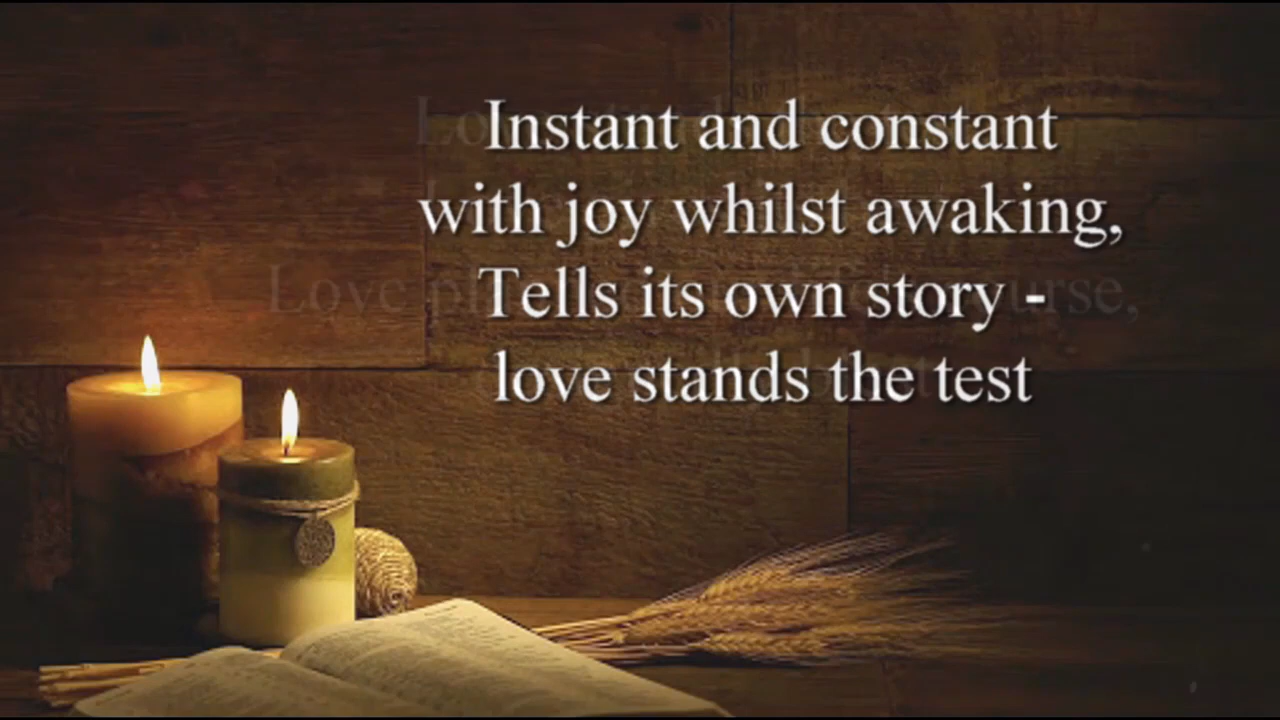 Instant and constant
with joy whilst awaking,
Tells its own story -
love stands the test